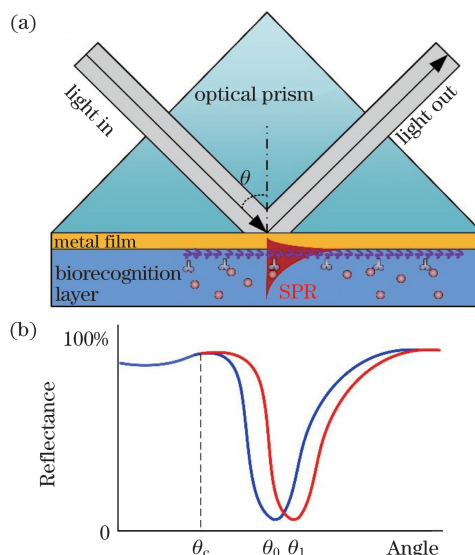 (a)
optical prism
light in
light out
θ
metal film
biorecognition
layer
SPR
(b)
100%
Reflectance
0
θc θ0 θ1 Angle